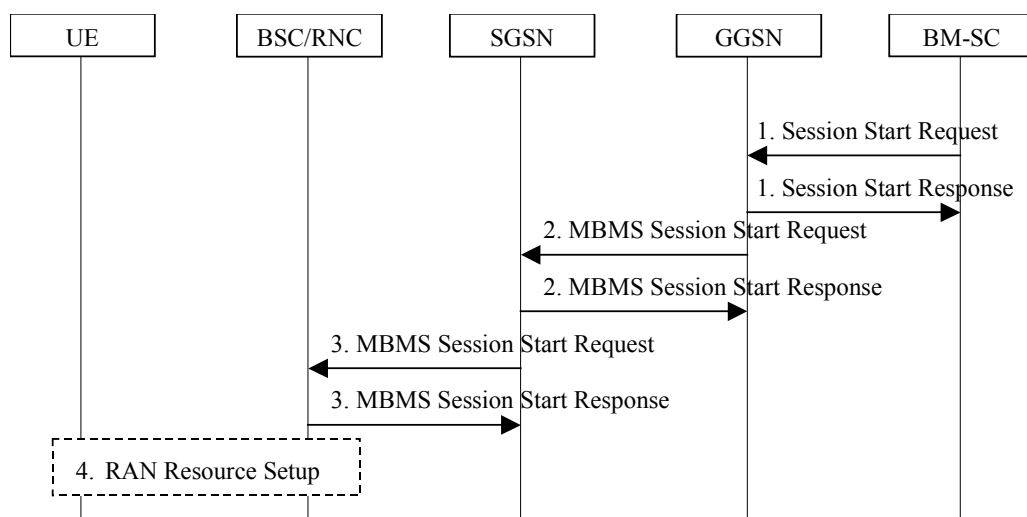 UE
BSC/RNC
SGSN
GGSN
BM-SC
1. Session Start Request
1. Session Start Response
2. MBMS Session Start Request
2. MBMS Session Start Response
3. MBMS Session Start Request
3. MBMS Session Start Response
4. RAN Resource Setup